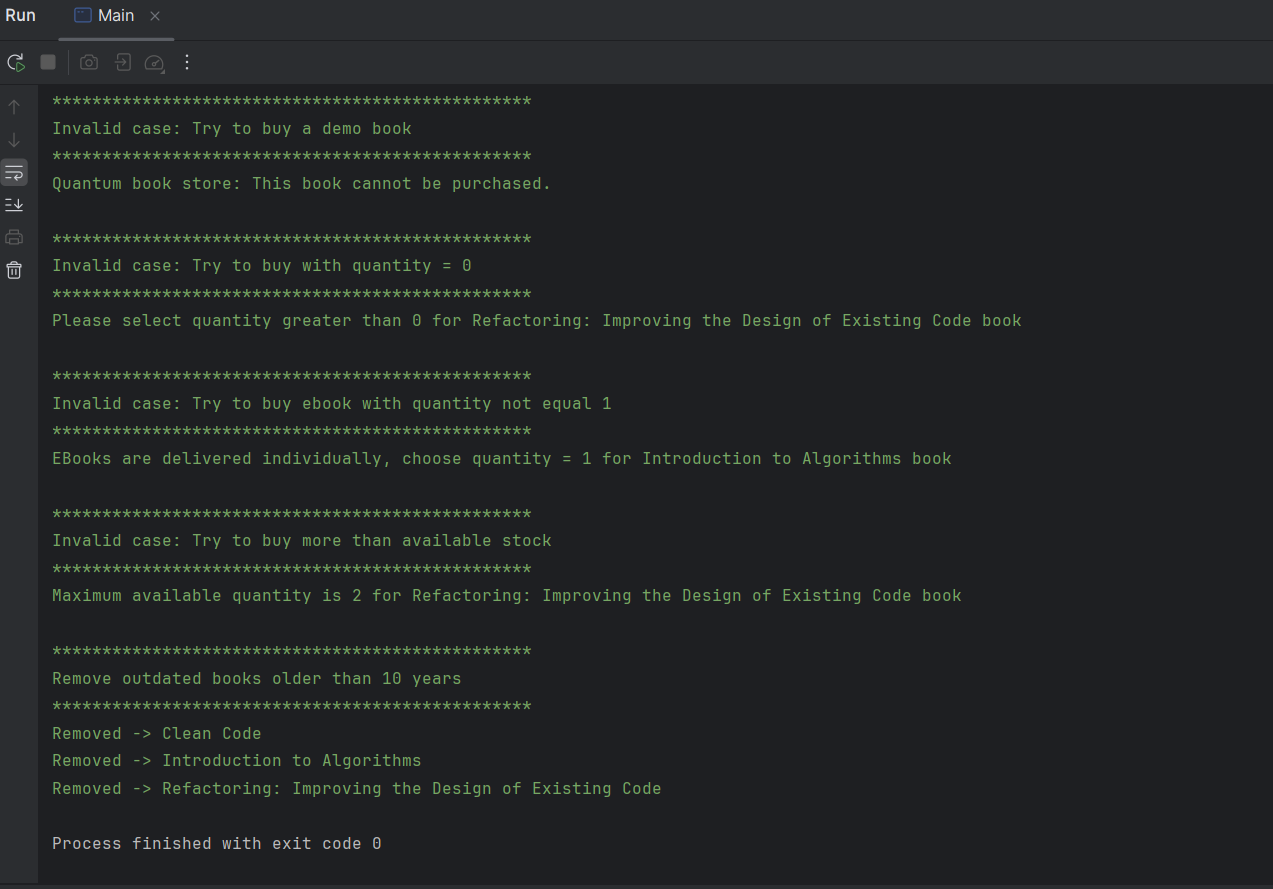 Run
Main
************************************************
Invalid case: Try to buy a demo book
************************************************
Quantum book store: This book cannot be purchased.
************************************************
Invalid case: Try to buy with quantity = 0
************************************************
Please select quantity greater than 0 for Refactoring: Improving the Design of Existing Code book
************************************************
Invalid case: Try to buy ebook with quantity not equal 1
************************************************
EBooks are delivered individually, choose quantity = 1 for Introduction to Algorithms book
************************************************
Invalid case: Try to buy more than available stock
************************************************
Maximum available quantity is 2 for Refactoring: Improving the Design of Existing Code book
************************************************
Remove outdated books older than 10 years
************************************************
Removed -> Clean Code
Removed -> Introduction to Algorithms
Removed -> Refactoring: Improving the Design of Existing Code
Process finished with exit code 0